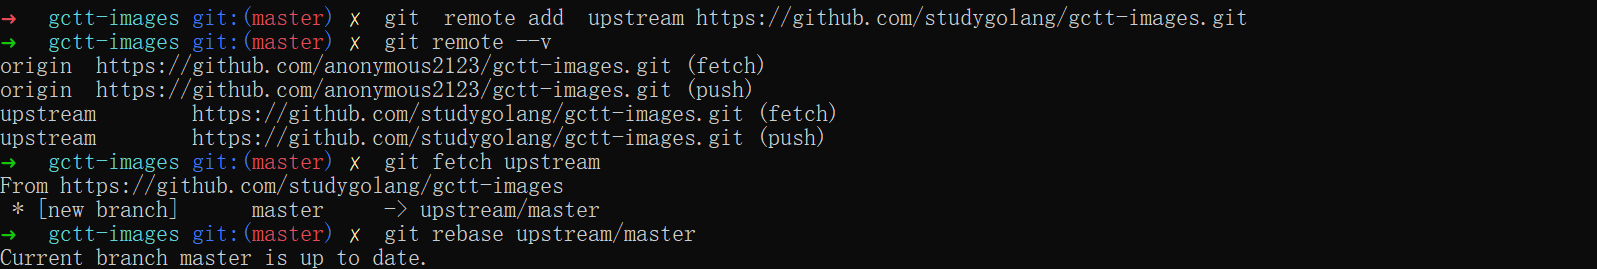 ➜  gctt-images git:(master) ✗ git  remote add  upstream https://github.com/studygolang/gctt-images.git
➜  gctt-images git:(master) ✗ git remote --v
origin  https://github.com/anonymous2123/gctt-images.git (fetch)
origin  https://github.com/anonymous2123/gctt-images.git (push)
upstream        https://github.com/studygolang/gctt-images.git (fetch)
upstream        https://github.com/studygolang/gctt-images.git (push)
➜  gctt-images git:(master) ✗ git fetch upstream
From https://github.com/studygolang/gctt-images
 * [new branch]      master     -> upstream/master
➜  gctt-images git:(master) ✗ git rebase upstream/master
Current branch master is up to date.